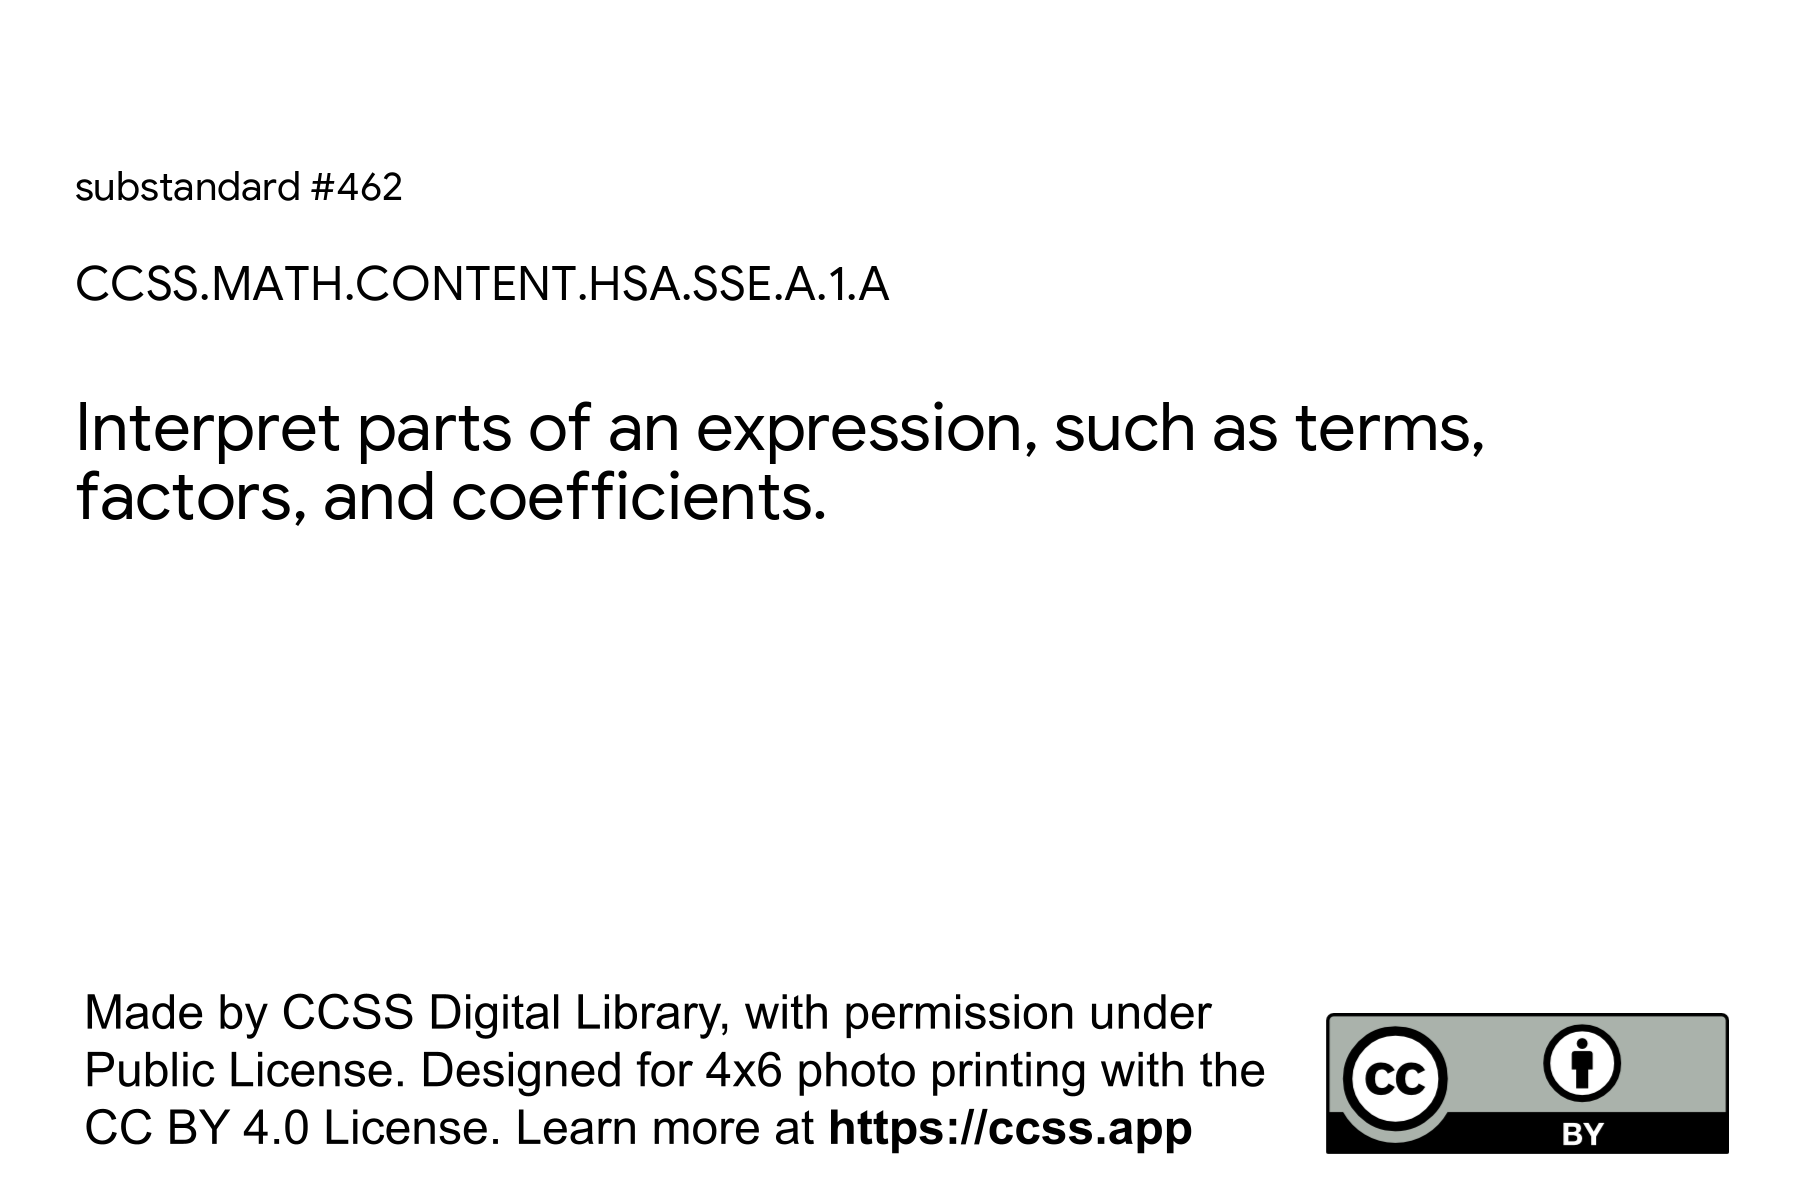 substandard #462
CCSS.MATH.CONTENT.HSA.SSE.A.1.A
Interpret parts of an expression, such as terms,
factors, and coefficients.
Made by CCSS Digital Library, with permission under
Public License. Designed for 4x6 photo printing with the
CC BY 4.0 License. Learn more at https://ccss.app
CC
BY